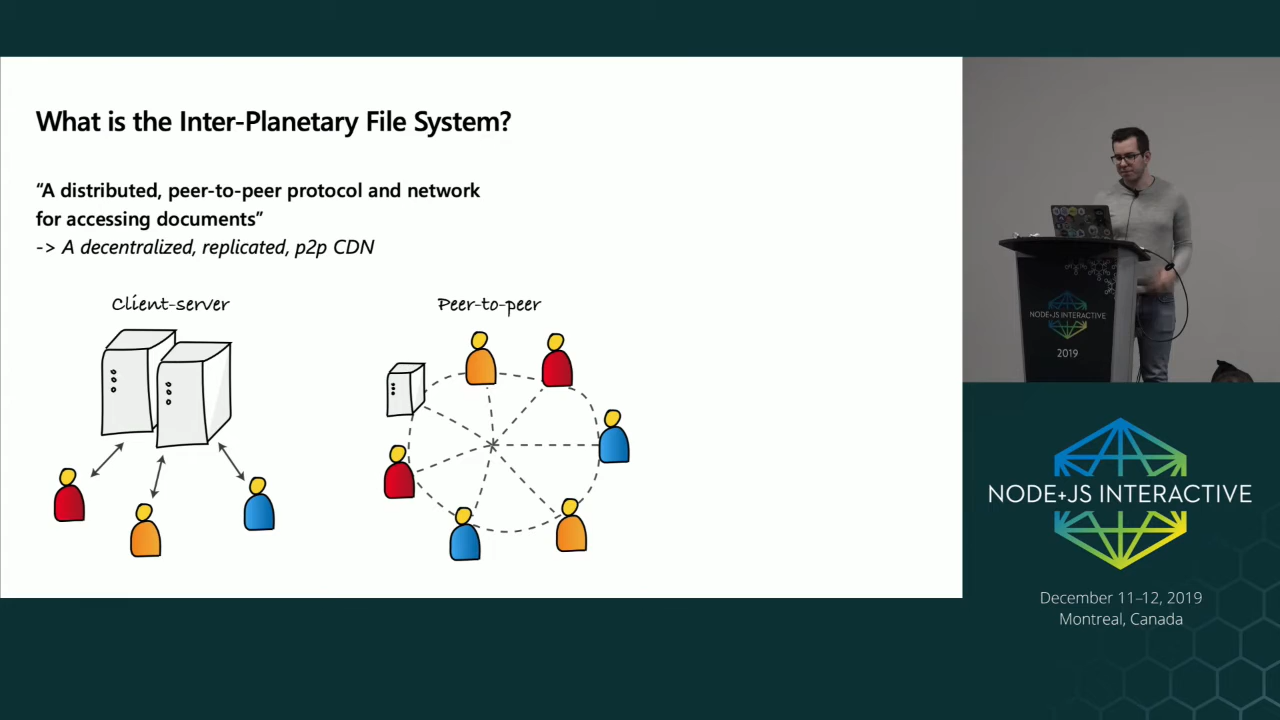 What is the Inter-Planetary File System?
“A distributed, peer-to-peer protocol and network
for accessing documents”
-> A decentralized, replicated, p2p CDN
Client-server
Peer-to-peer
NODE+JS INTERACTIVE
2019
NODE+JS INTERACTIVE
December 11–12, 2019
Montreal, Canada